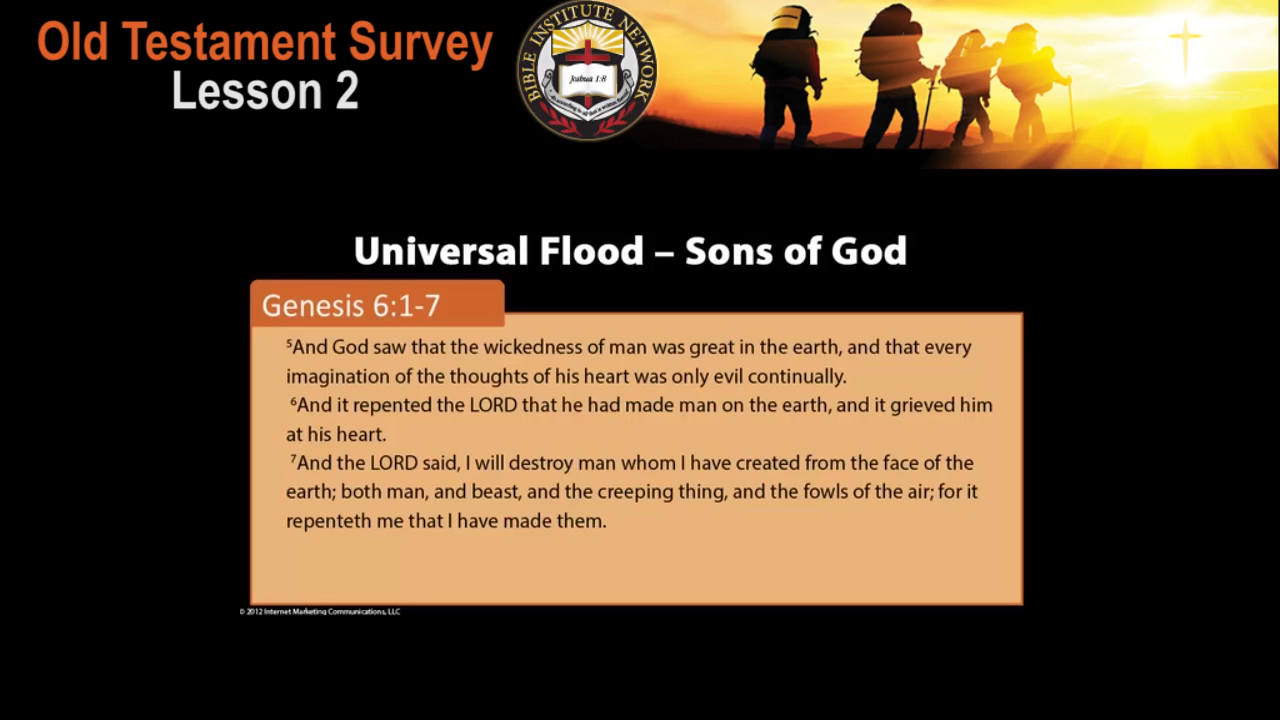 Old Testament Survey
Lesson 2
BIBLE INSTITUTE NETWORK
Joshua 1:8
Universal Flood – Sons of God
Genesis 6:1-7
⁵And God saw that the wickedness of man was great in the earth, and that every
imagination of the thoughts of his heart was only evil continually.
⁶And it repented the LORD that he had made man on the earth, and it grieved him
at his heart.
⁷And the LORD said, I will destroy man whom I have created from the face of the
earth; both man, and beast, and the creeping thing, and the fowls of the air; for it
repenteth me that I have made them.
© 2012 Internet Marketing Communications, LLC